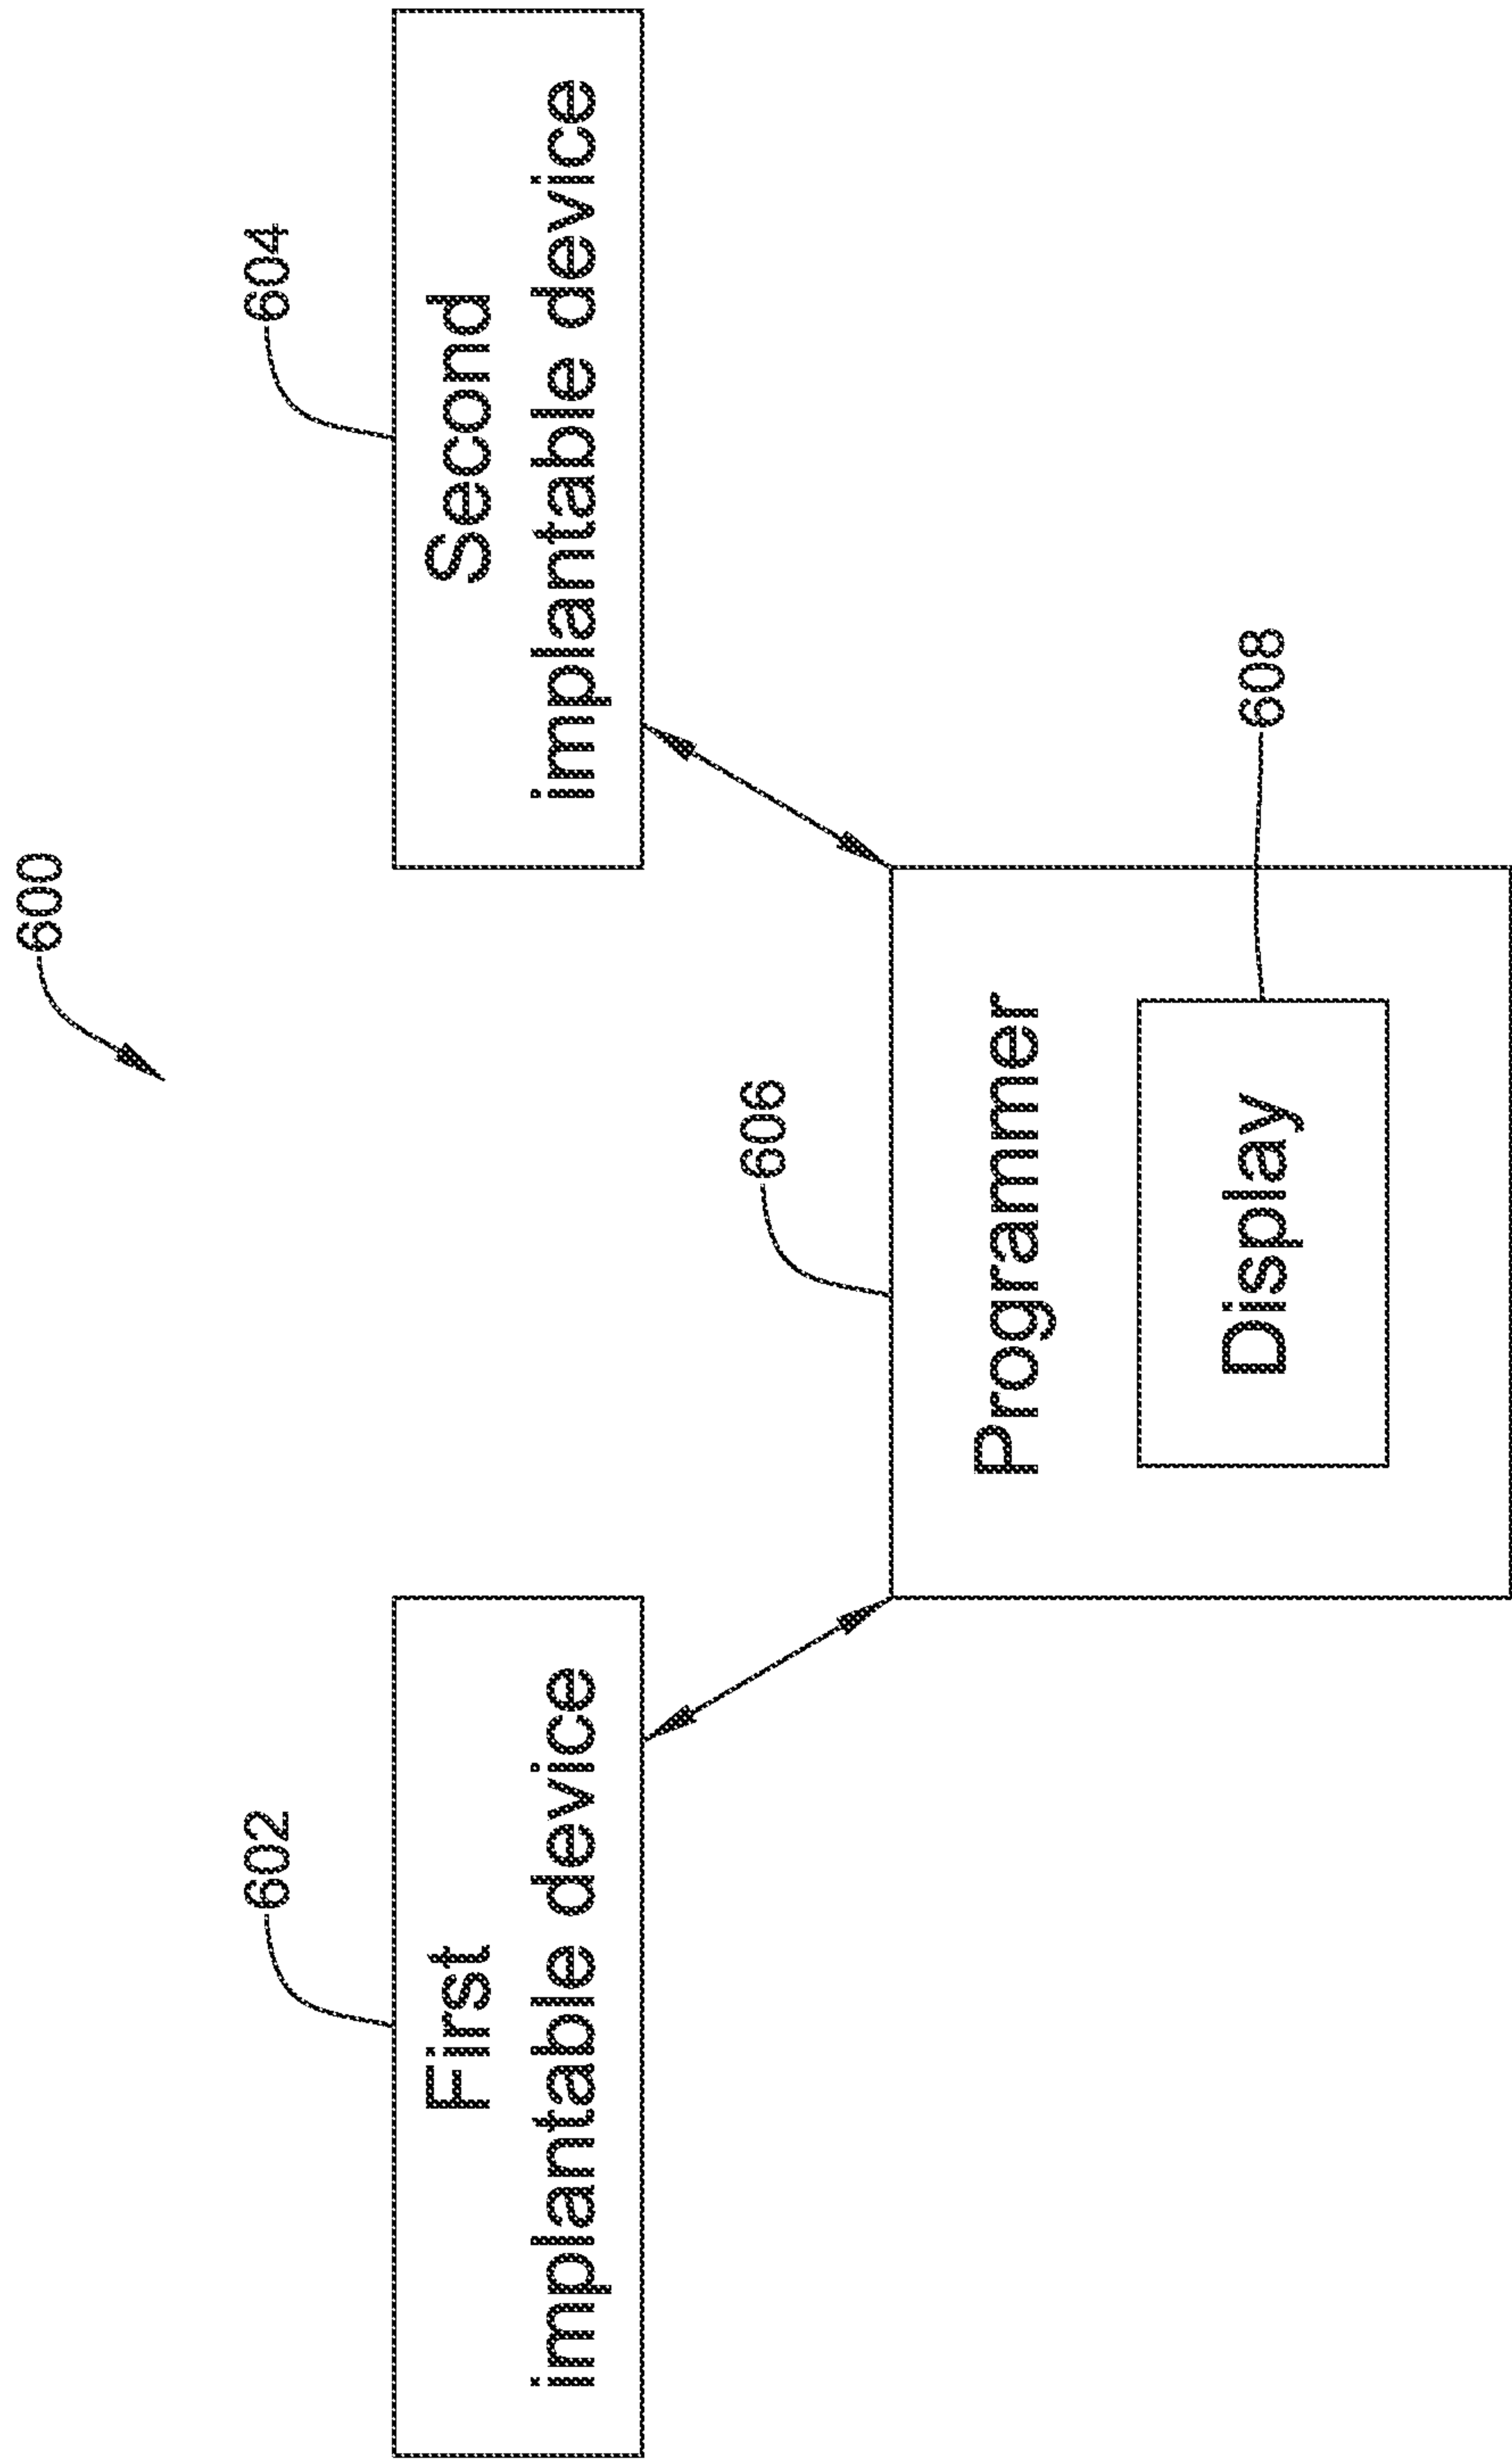 600
602
604
First
implantable device
Second
implantable device
606
Programmer
608
Display